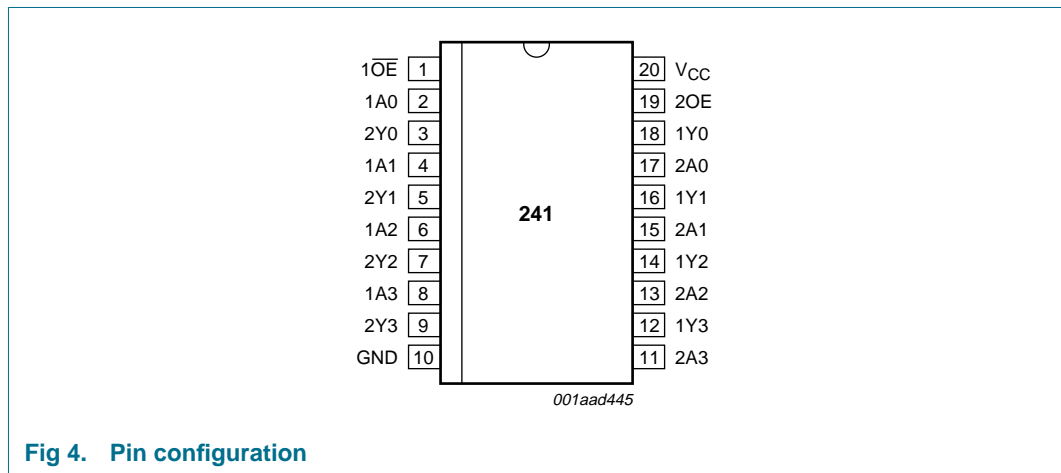 1O̅E̅ 1 20 VCC
1A0 2 19 2OE
2Y0 3 18 1Y0
1A1 4 17 2A0
2Y1 5 16 1Y1
241
1A2 6 15 2A1
2Y2 7 14 1Y2
1A3 8 13 2A2
2Y3 9 12 1Y3
GND 10 11 2A3
001aad445
Fig 4. Pin configuration